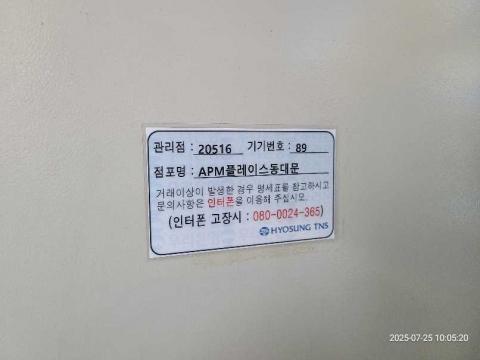 관리점 : 20516 기기번호 : 89
점포명 : APM플레이스동대문
거래이상이 발생한 경우 명세표를 참고하시고
문의사항은 인터폰을 이용해 주십시오.
(인터폰 고장시 : 080-0024-365)
HYOSUNG TNS
2025-07-25 10:05:20